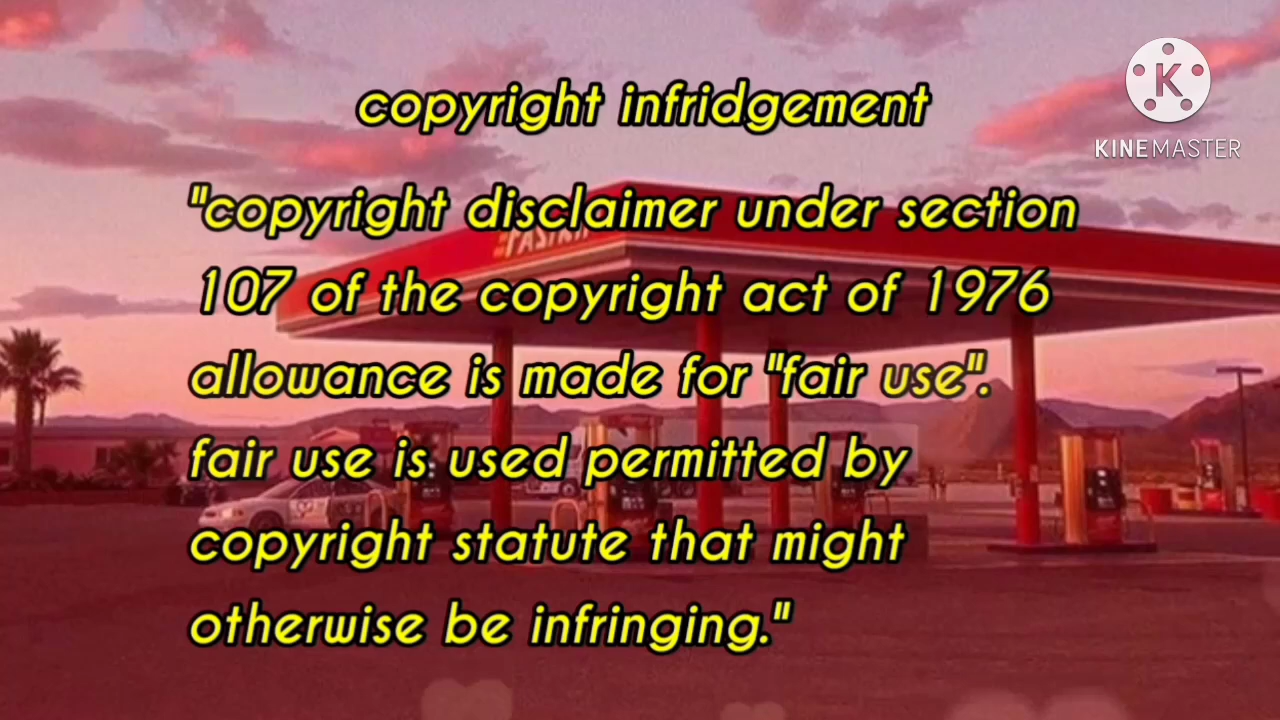 K
KINEMASTER
copyright infridgement
"copyright disclaimer under section
107 of the copyright act of 1976
allowance is made for "fair use".
fair use is used permitted by
copyright statute that might
otherwise be infringing."